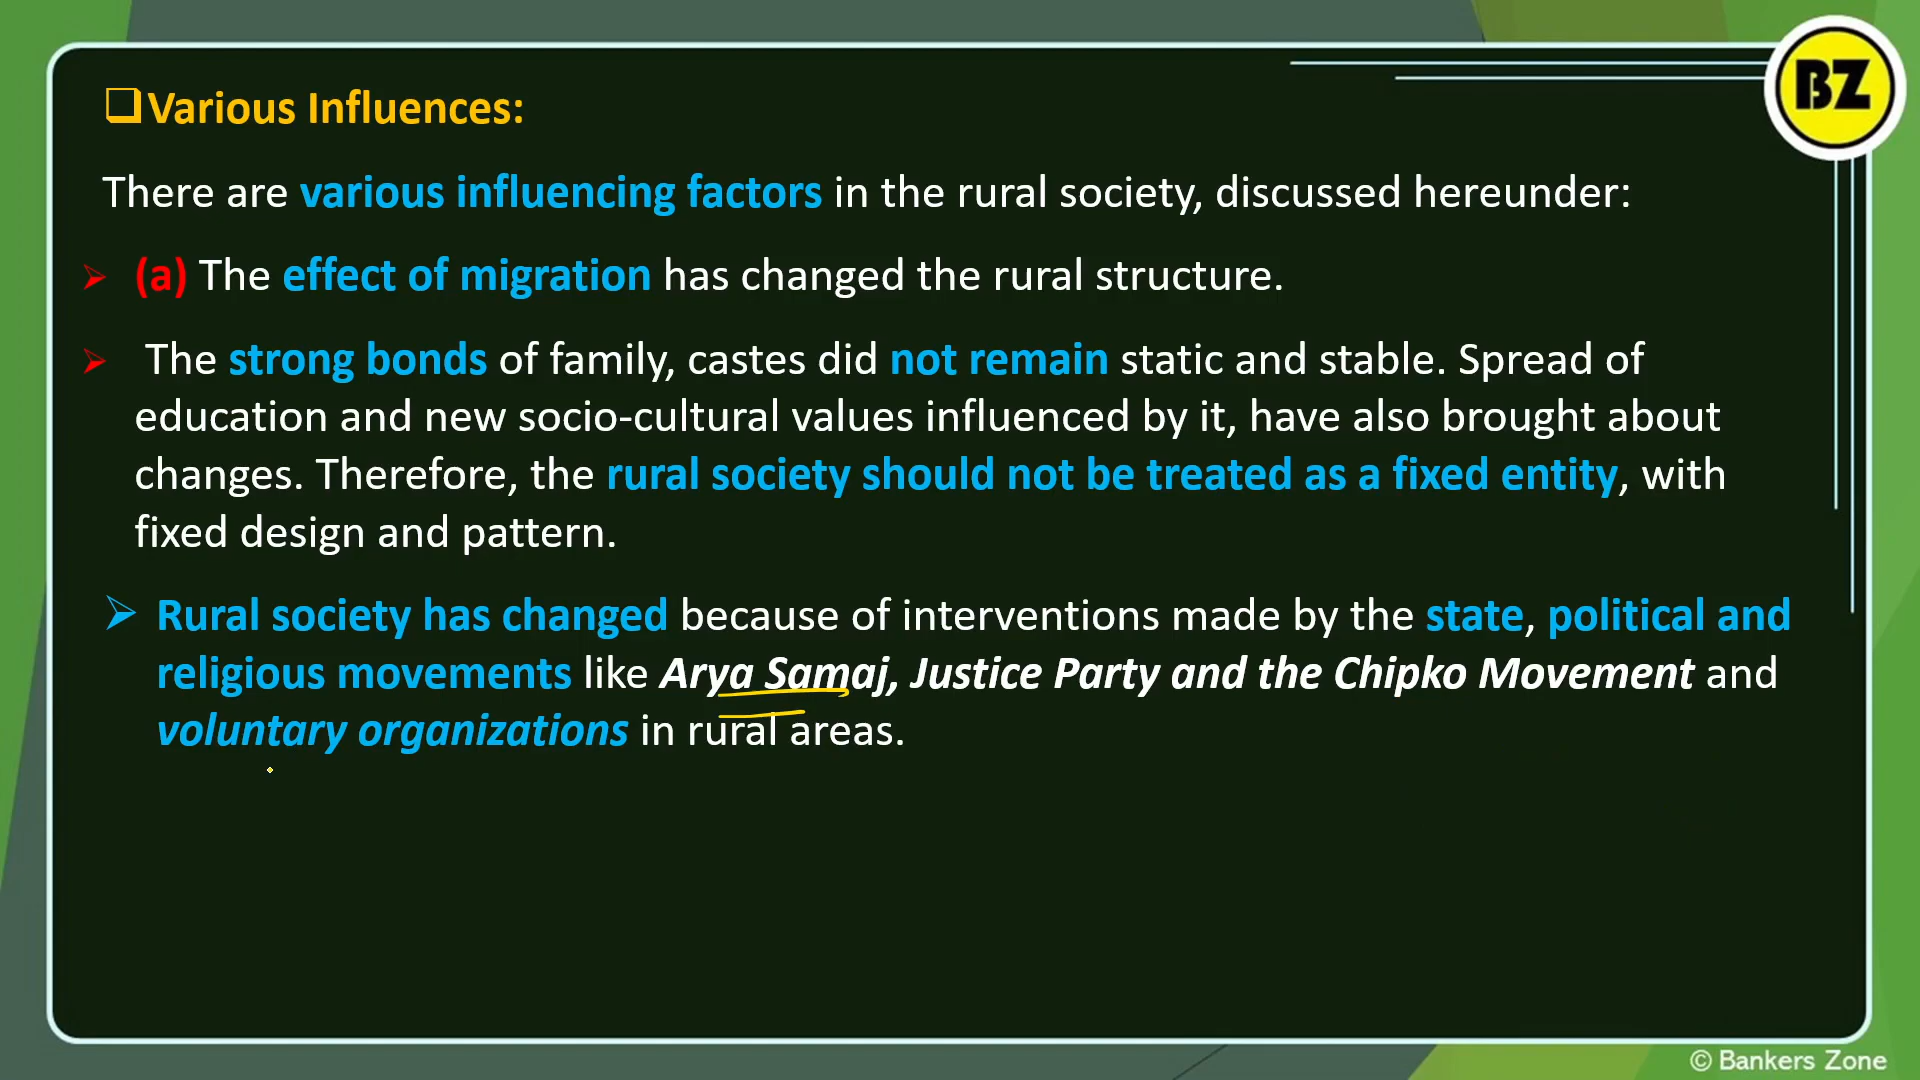 Various Influences:
BZ
There are various influencing factors in the rural society, discussed hereunder:
(a) The effect of migration has changed the rural structure.
The strong bonds of family, castes did not remain static and stable. Spread of
education and new socio-cultural values influenced by it, have also brought about
changes. Therefore, the rural society should not be treated as a fixed entity, with
fixed design and pattern.
Rural society has changed because of interventions made by the state, political and
religious movements like Arya Samaj, Justice Party and the Chipko Movement and
voluntary organizations in rural areas.
© Bankers Zone